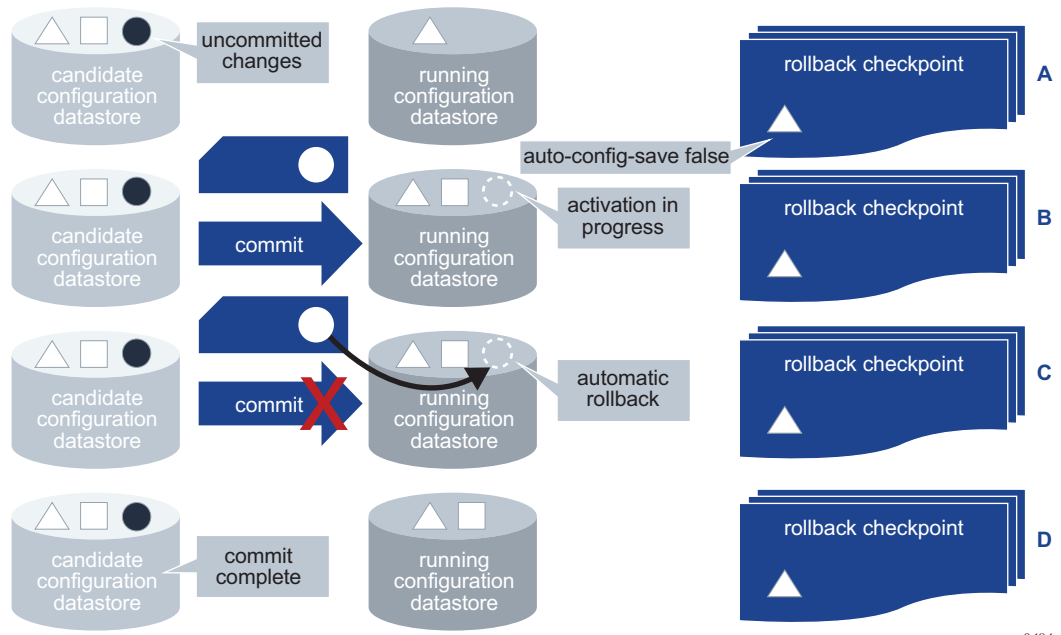 uncommitted
changes
candidate
configuration
datastore
running
configuration
datastore
rollback checkpoint
A
auto-config-save false
candidate
configuration
datastore
commit
running
configuration
datastore
activation in
progress
rollback checkpoint
B
candidate
configuration
datastore
commit
X
running
configuration
datastore
automatic
rollback
rollback checkpoint
C
candidate
configuration
datastore
commit
complete
running
configuration
datastore
rollback checkpoint
D